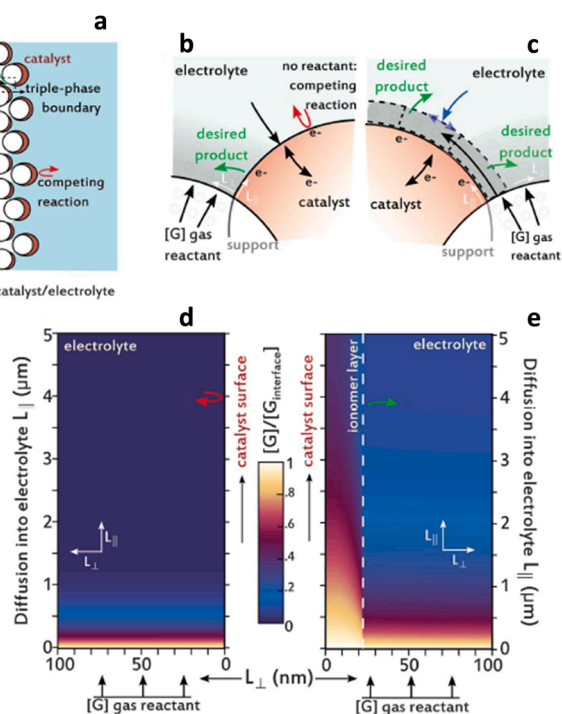 a
catalyst
triple-phase
boundary
competing
reaction
catalyst/electrolyte
b
electrolyte
no reactant:
competing
reaction
desired
product
e-
e-
e-
e-
L⊥
L||
catalyst
[G] gas
reactant
support
c
desired
product
electrolyte
desired
product
e-
e-
e-
e-
L⊥
L||
catalyst
support
[G] gas
reactant
d
electrolyte
Diffusion into electrolyte L|| (µm)
5
4
3
2
1
0
L||
L⊥
100
50
0
catalyst surface
[G]/[Ginterface]
1
.8
.6
.4
.2
0
[G] gas reactant
L⊥ (nm)
e
electrolyte
ionomer layer
catalyst surface
L||
L⊥
5
4
3
2
1
0
Diffusion into electrolyte L|| (µm)
0
50
100
[G] gas reactant